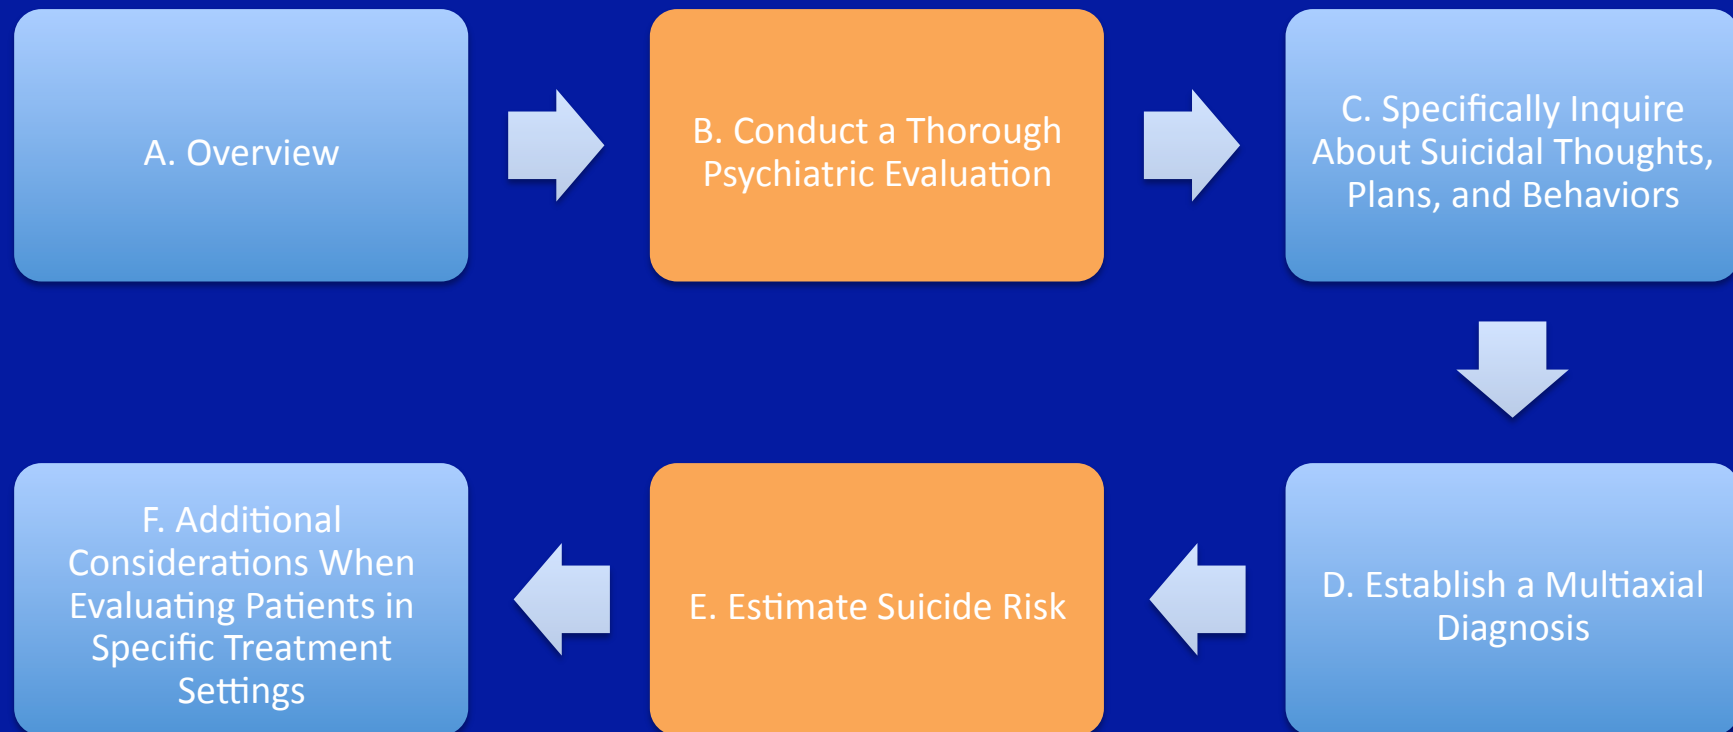 A. Overview
B. Conduct a Thorough
Psychiatric Evaluation
C. Specifically Inquire
About Suicidal Thoughts,
Plans, and Behaviors
D. Establish a Multiaxial
Diagnosis
E. Estimate Suicide Risk
F. Additional
Considerations When
Evaluating Patients in
Specific Treatment
Settings